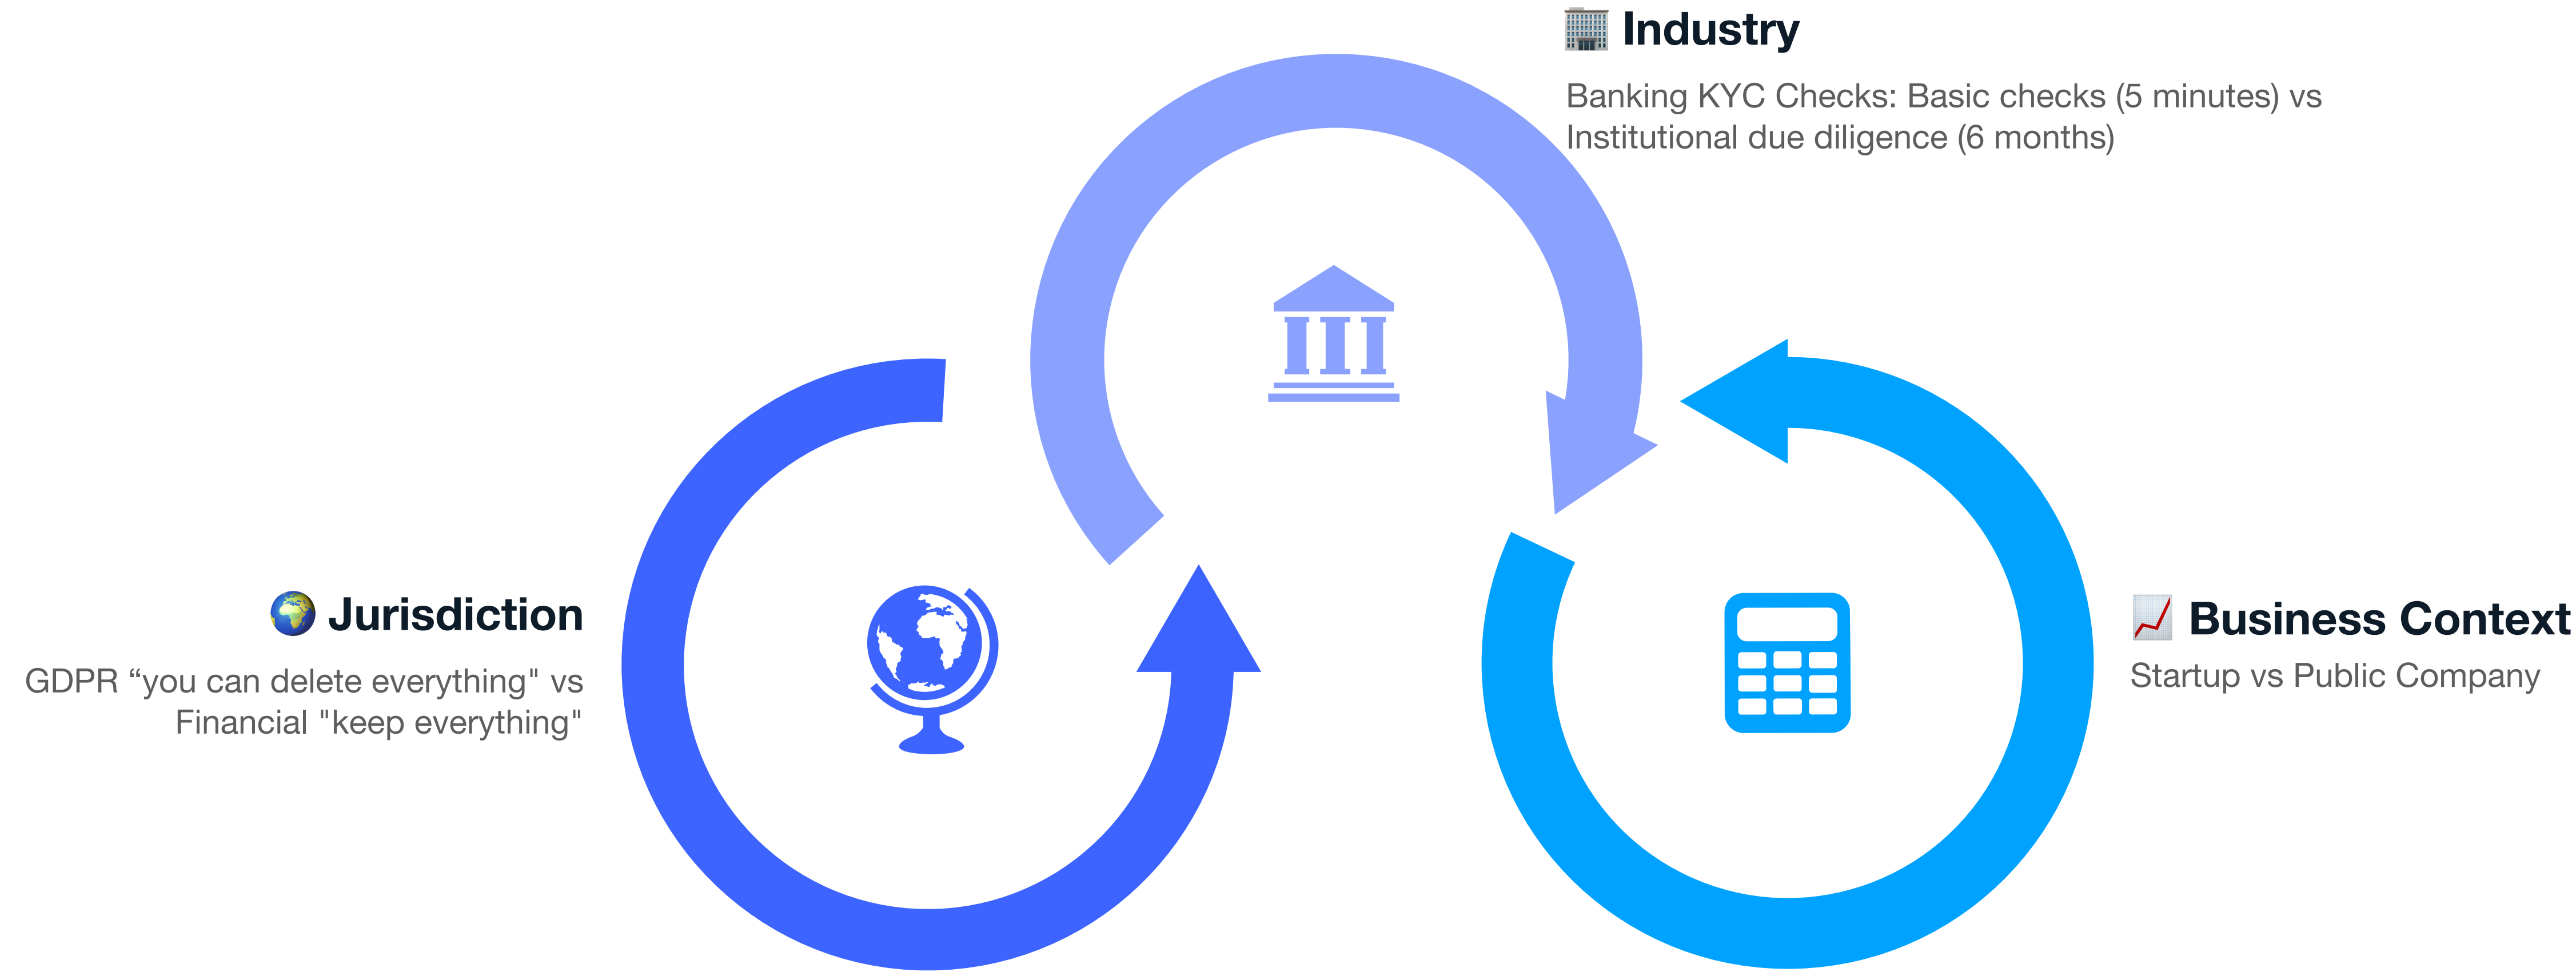 Industry
Banking KYC Checks: Basic checks (5 minutes) vs
Institutional due diligence (6 months)
Jurisdiction
GDPR “you can delete everything" vs
Financial "keep everything"
Business Context
Startup vs Public Company